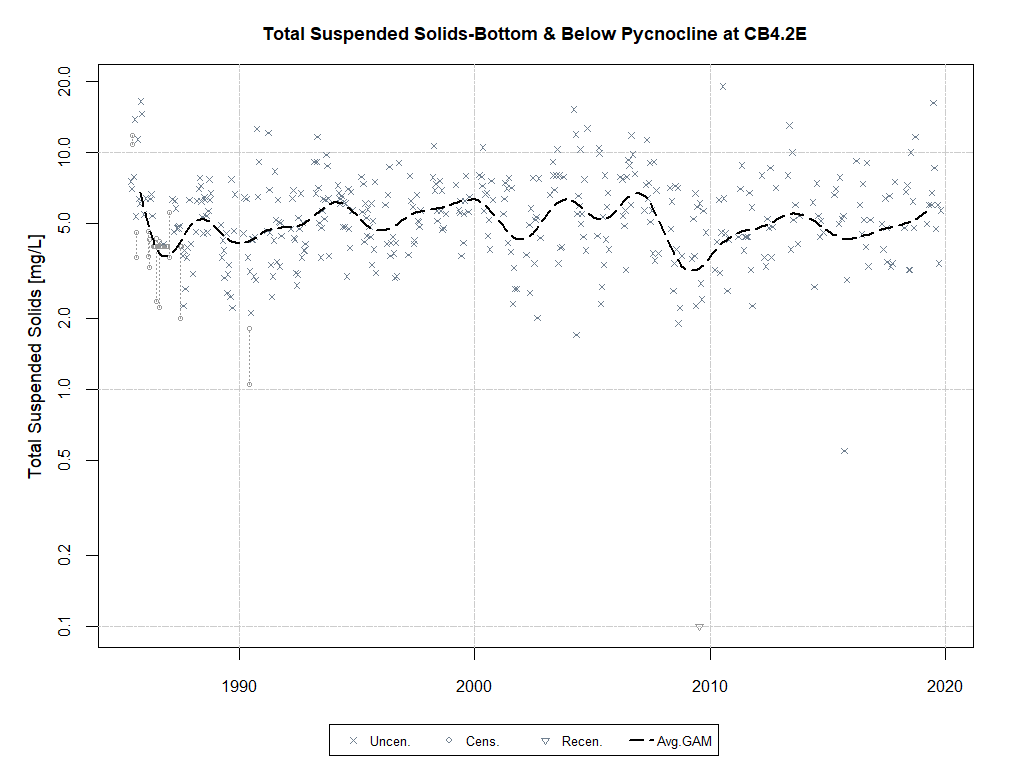 Total Suspended Solids-Bottom & Below Pycnocline at CB4.2E
Total Suspended Solids [mg/L]
20.0
10.0
5.0
2.0
1.0
0.5
0.2
0.1
1990 2000 2010 2020
Uncen. Cens. Recen. Avg.GAM